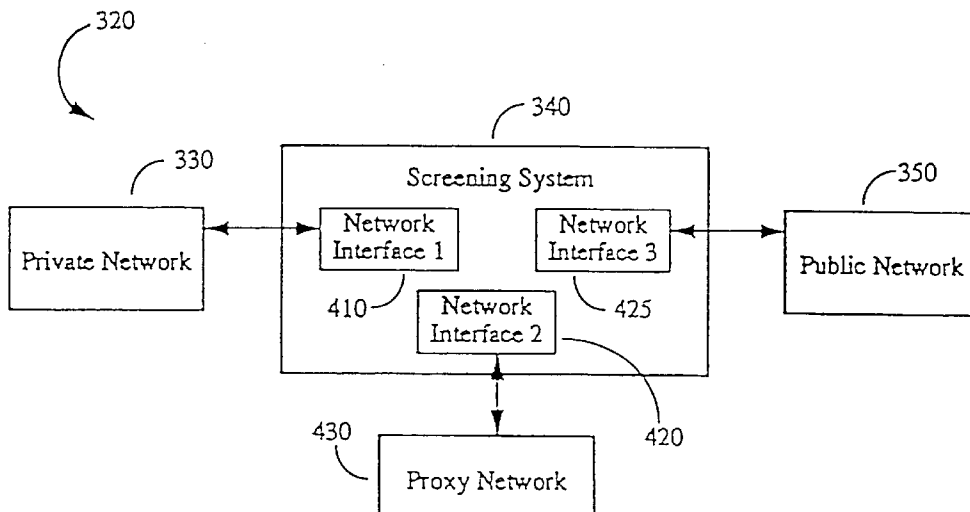 320
340
330
350
Screening System
Network
Interface 1
Network
Interface 3
Private Network
Public Network
410
Network
Interface 2
425
430
420
Proxy Network